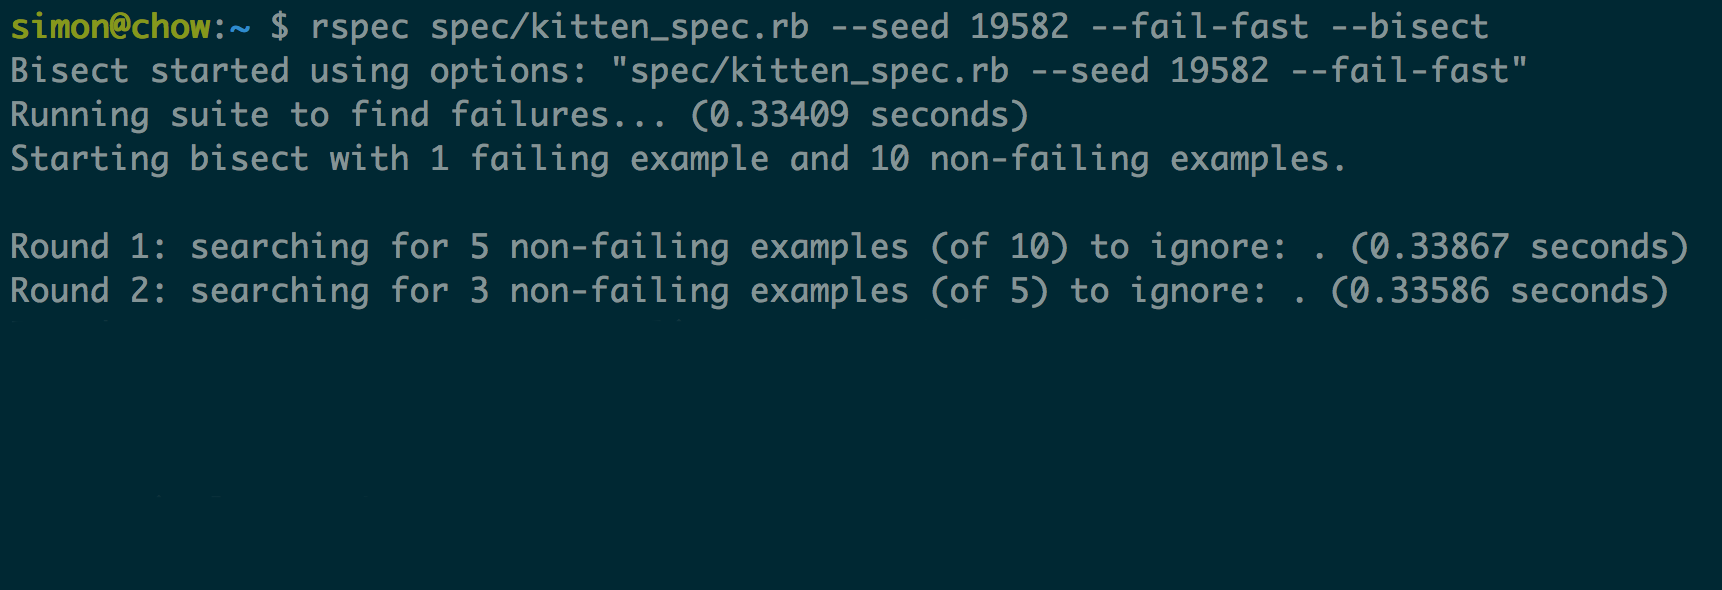 simon@chow:~ $ rspec spec/kitten_spec.rb --seed 19582 --fail-fast --bisect
Bisect started using options: "spec/kitten_spec.rb --seed 19582 --fail-fast"
Running suite to find failures... (0.33409 seconds)
Starting bisect with 1 failing example and 10 non-failing examples.
Round 1: searching for 5 non-failing examples (of 10) to ignore: . (0.33867 seconds)
Round 2: searching for 3 non-failing examples (of 5) to ignore: . (0.33586 seconds)